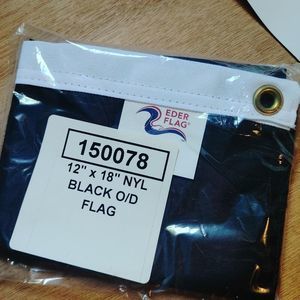 EDER
FLAG®
150078
12" x 18" NYL
BLACK O/D
FLAG